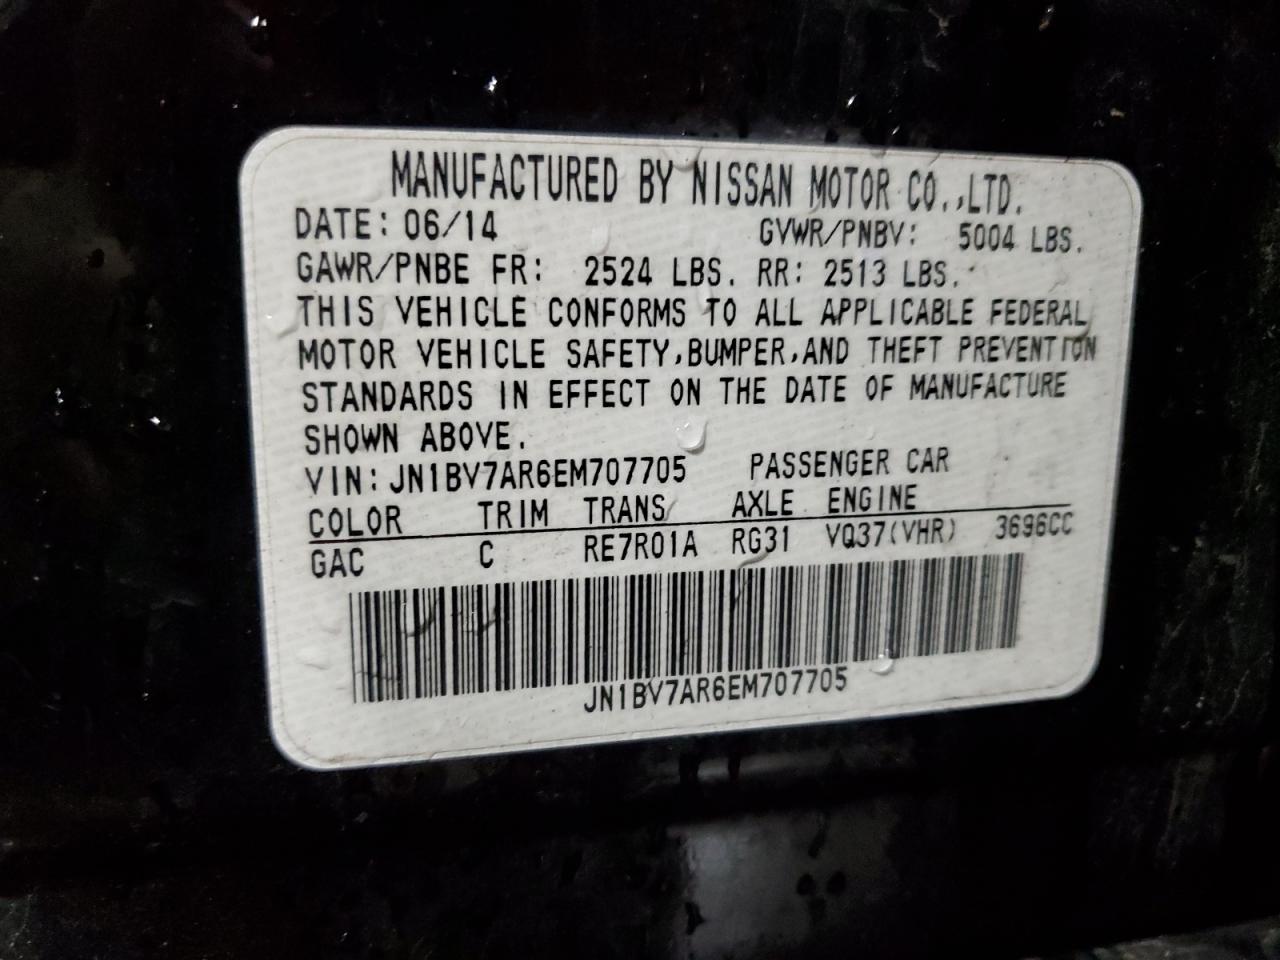 MANUFACTURED BY NISSAN MOTOR CO.,LTD.
DATE: 06/14 GVWR/PNBV: 5004 LBS.
GAWR/PNBE FR: 2524 LBS. RR: 2513 LBS.
THIS VEHICLE CONFORMS TO ALL APPLICABLE FEDERAL
MOTOR VEHICLE SAFETY,BUMPER,AND THEFT PREVENTION
STANDARDS IN EFFECT ON THE DATE OF MANUFACTURE
SHOWN ABOVE.
VIN: JN1BV7AR6EM707705 PASSENGER CAR
COLOR TRIM TRANS AXLE ENGINE
GAC C RE7R01A RG31 VQ37(VHR) 3696CC
JN1BV7AR6EM707705